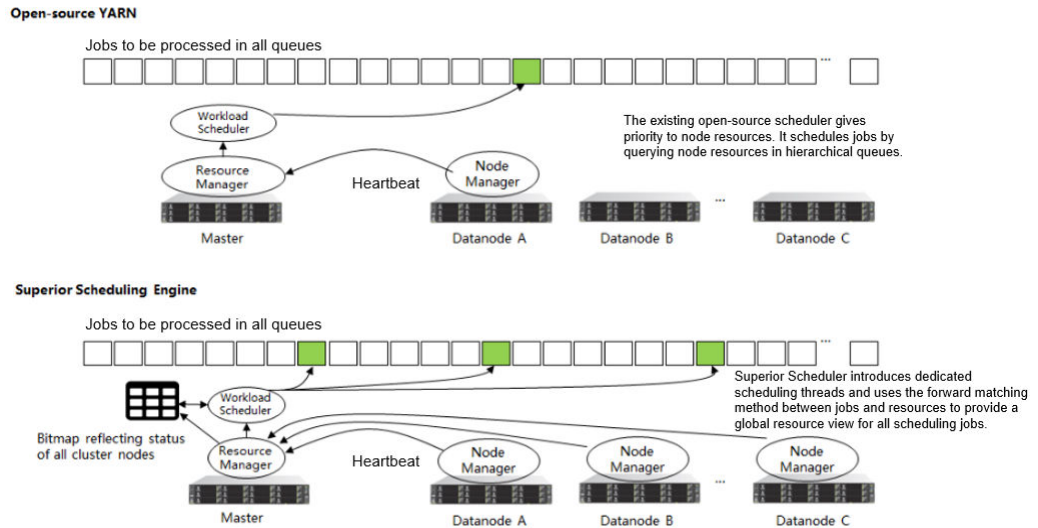 Open-source YARN
Jobs to be processed in all queues
...
Workload
Scheduler
The existing open-source scheduler gives
priority to node resources. It schedules jobs by
querying node resources in hierarchical queues.
Resource
Manager
Heartbeat
Node
Manager
...
Master
Datanode A
Datanode B
Datanode C
Superior Scheduling Engine
Jobs to be processed in all queues
...
Superior Scheduler introduces dedicated
scheduling threads and uses the forward matching
method between jobs and resources to provide a
global resource view for all scheduling jobs.
Workload
Scheduler
Bitmap reflecting status
of all cluster nodes
Resource
Manager
Heartbeat
Node
Manager
Node
Manager
Node
Manager
...
Master
Datanode A
Datanode B
Datanode C